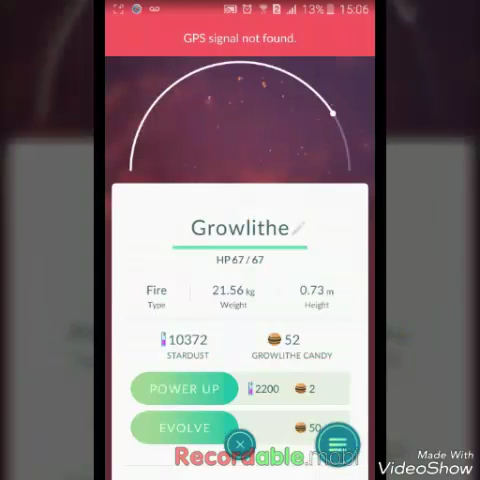 13% 15:06
GPS signal not found.
Growlithe
HP 67 / 67
Fire 21.56 kg 0.73 m
Type Weight Height
10372 52
STARDUST GROWLITHE CANDY
POWER UP 2200 2
EVOLVE 50
Recordable.mobi
Made With
VideoShow